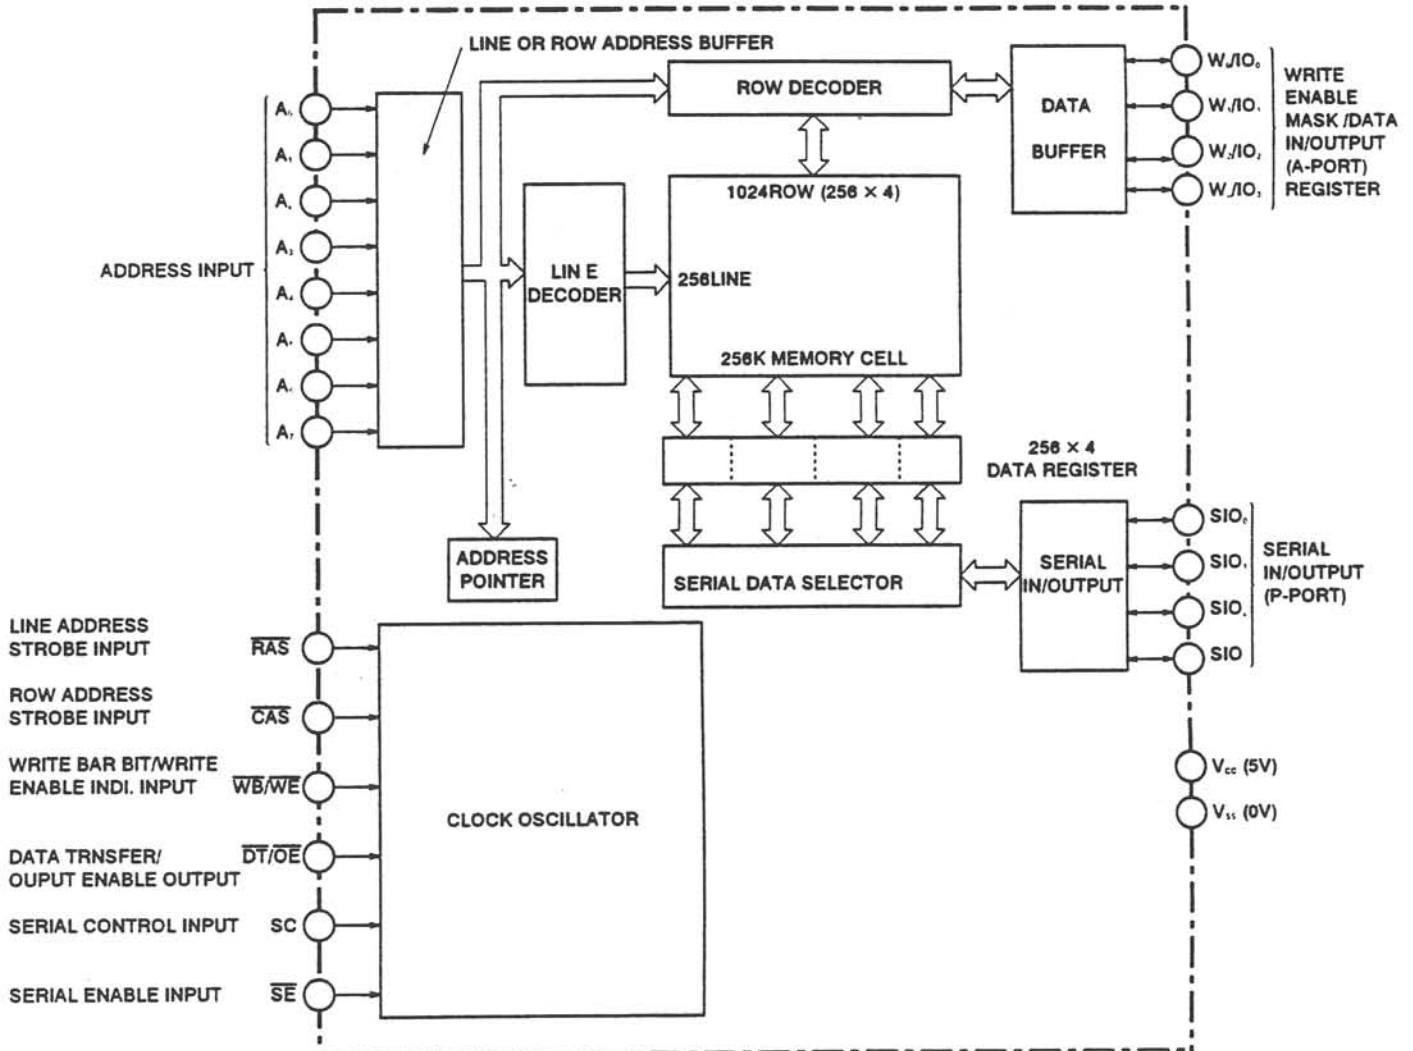 LINE OR ROW ADDRESS BUFFER
ROW DECODER
DATA
BUFFER
W./IO.
W./IO.
W./IO.
W./IO.
WRITE
ENABLE
MASK /DATA
IN/OUTPUT
(A-PORT)
REGISTER
ADDRESS INPUT
A.
A.
A.
A₃
A.
A.
A.
A₇
LIN E
DECODER
1024ROW (256 × 4)
256LINE
256K MEMORY CELL
256 × 4
DATA REGISTER
ADDRESS
POINTER
SERIAL DATA SELECTOR
SERIAL
IN/OUTPUT
SIO₀
SIO.
SIO.
SIO
SERIAL
IN/OUTPUT
(P-PORT)
LINE ADDRESS
STROBE INPUT
RAS
ROW ADDRESS
STROBE INPUT
CAS
WRITE BAR BIT/WRITE
ENABLE INDI. INPUT
WB/WE
DATA TRNSFER/
OUPUT ENABLE OUTPUT
DT/OE
SERIAL CONTROL INPUT
SC
SERIAL ENABLE INPUT
SE
CLOCK OSCILLATOR
Vcc (5V)
Vss (0V)